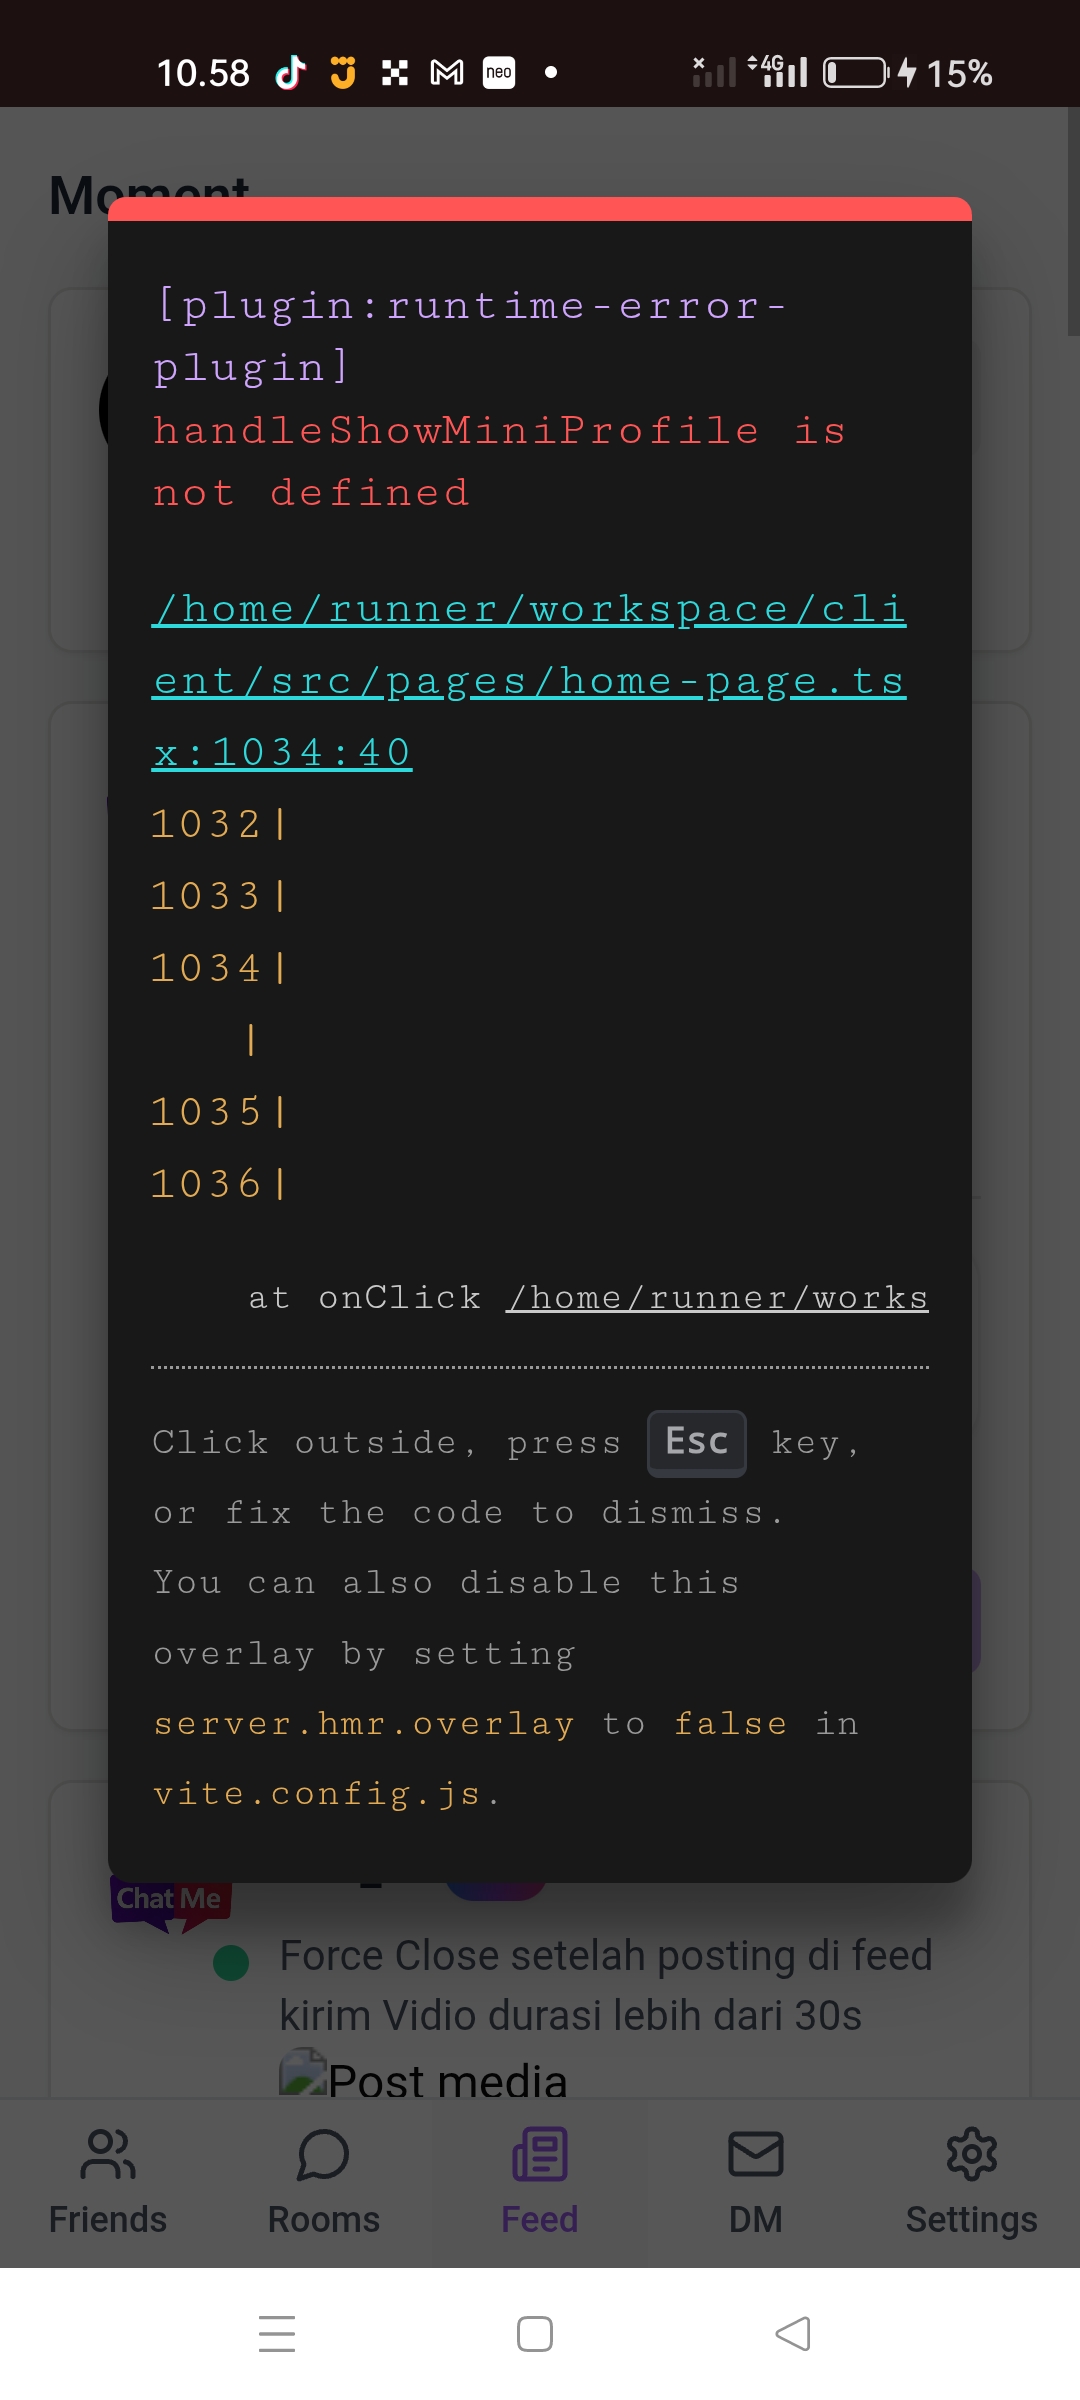 10.58
neo
4G
15%
Moment
[plugin:runtime-error-
plugin]
handleShowMiniProfile is
not defined
/home/runner/workspace/cli
ent/src/pages/home-page.ts
x:1034:40
1032|
1033|
1034|
|
1035|
1036|
at onClick /home/runner/works
Click outside, press Esc key,
or fix the code to dismiss.
You can also disable this
overlay by setting
server.hmr.overlay to false in
vite.config.js.
Chat Me
Force Close setelah posting di feed
kirim Vidio durasi lebih dari 30s
Post media
Friends
Rooms
Feed
DM
Settings